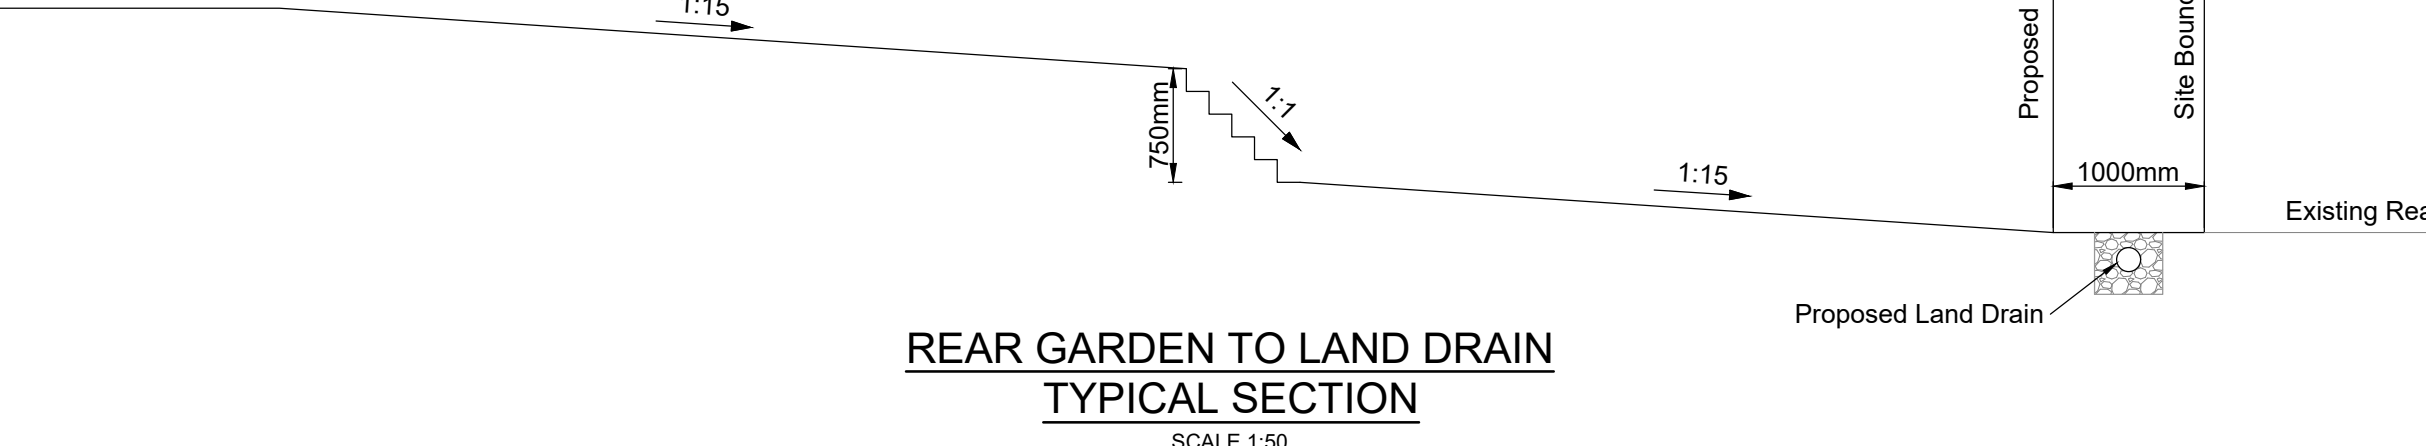 1:15
Proposed
Site Bound
750mm
1:1
1:15
1000mm
Existing Rea
Proposed Land Drain
REAR GARDEN TO LAND DRAIN
TYPICAL SECTION
SCALE 1:50